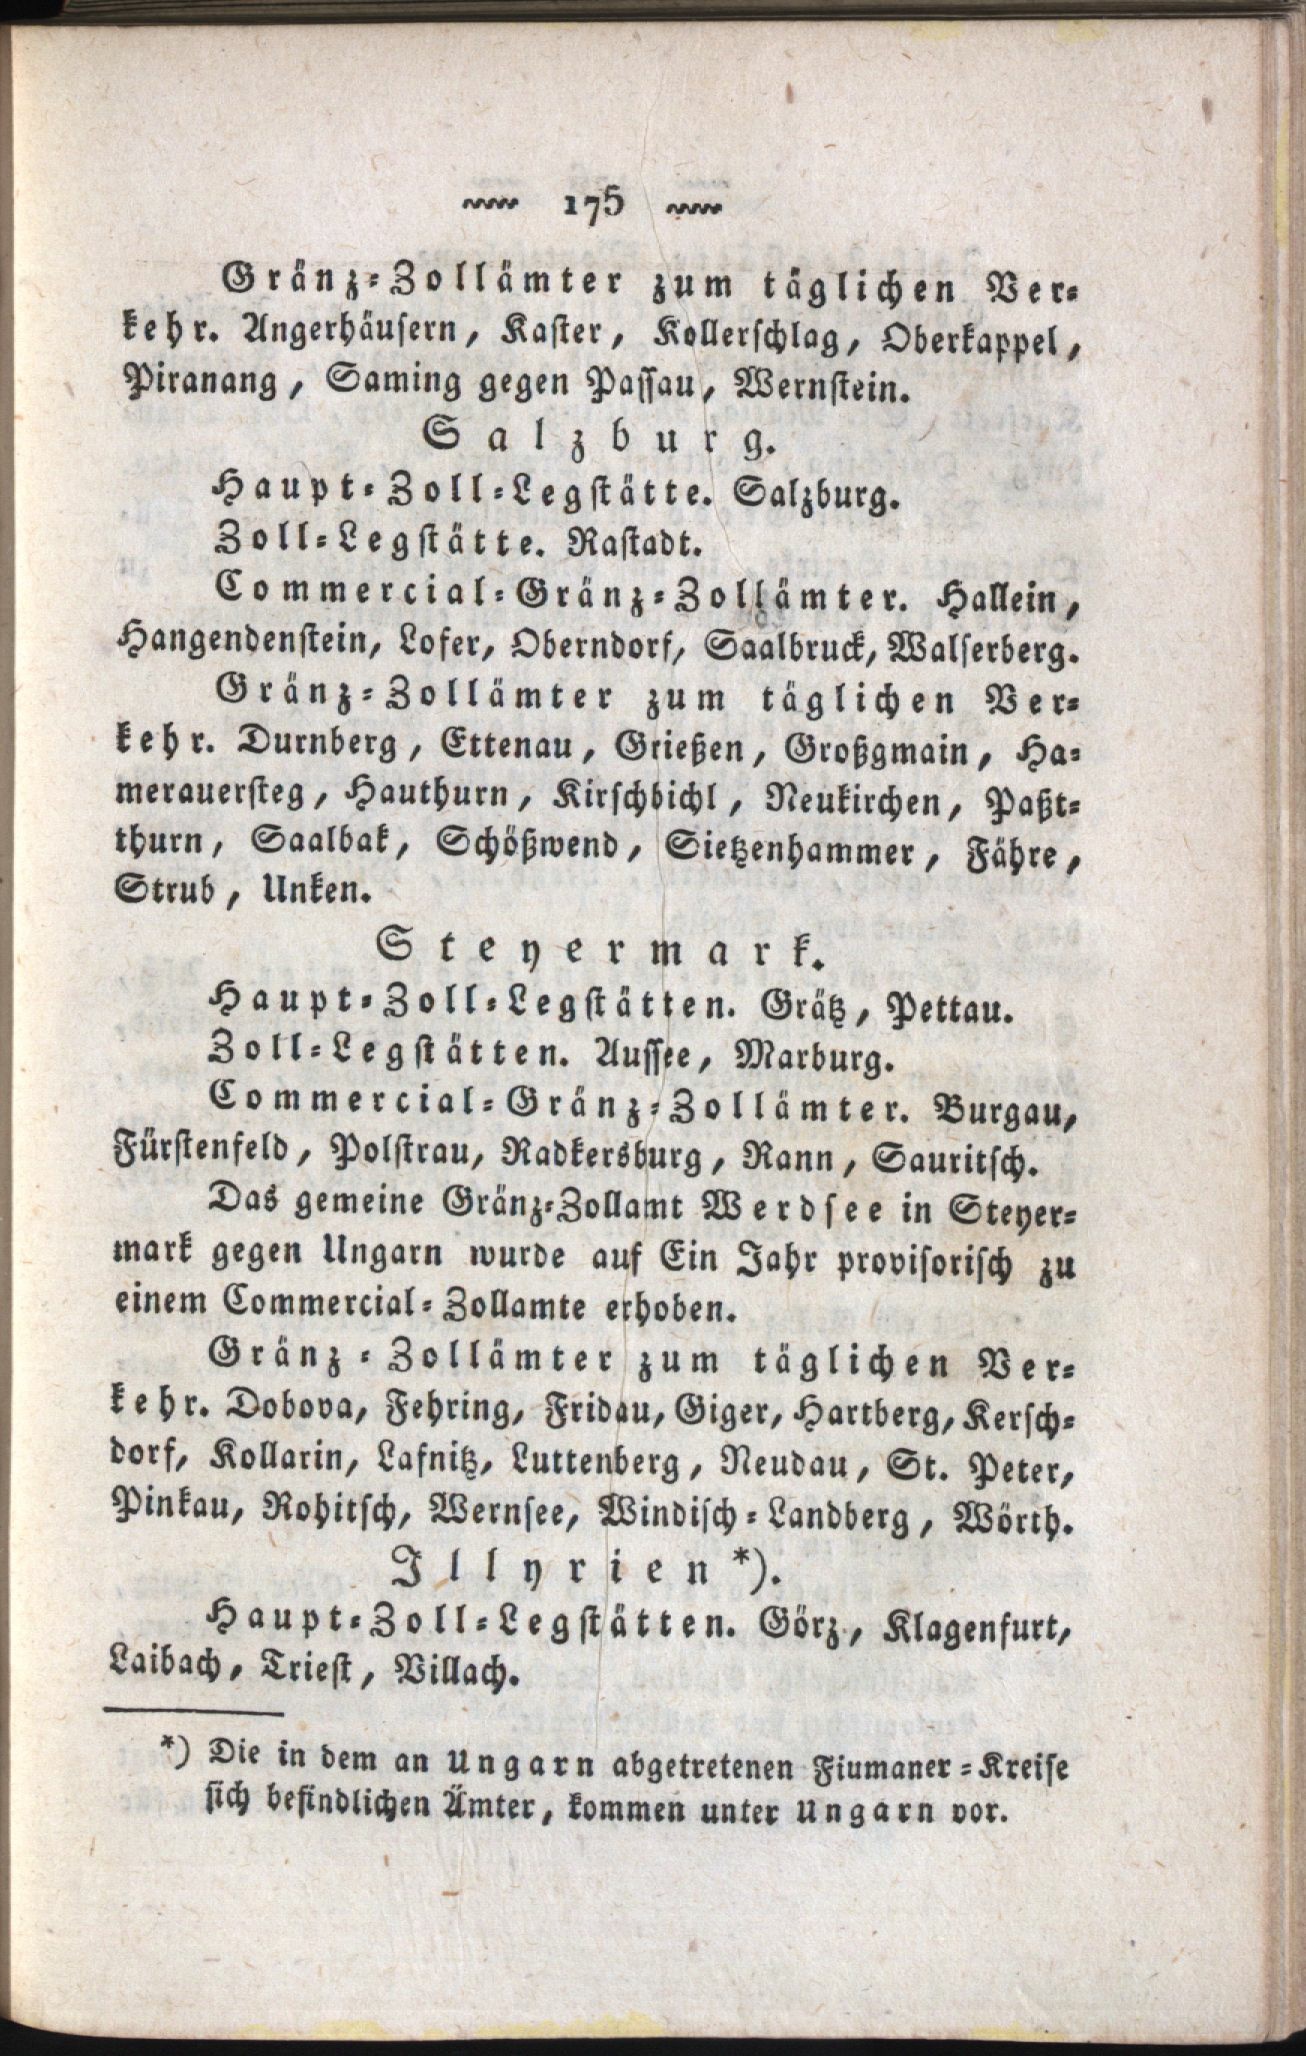 175
Gränz-Zollämter zum täglichen Ver-
kehr. Angerhäusern, Kaster, Kollerschlag, Oberkappel,
Piranang, Saming gegen Passau, Wernstein.
Salzburg.
Haupt-Zoll-Legstätte. Salzburg.
Zoll-Legstätte. Rastadt.
Commercial-Gränz-Zollämter. Hallein,
Hangendenstein, Lofer, Oberndorf, Saalbruck, Walserberg.
Gränz-Zollämter zum täglichen Ver-
kehr. Durnberg, Ettenau, Grießen, Großgmain, Ha-
merauersteg, Hauthurn, Kirschbichl, Neukirchen, Paßt-
thurn, Saalbak, Schößwend, Sietzenhammer, Fähre,
Strub, Unken.
Steyermark.
Haupt-Zoll-Legstätten. Grätz, Pettau.
Zoll-Legstätten. Aussee, Marburg.
Commercial-Gränz-Zollämter. Burgau,
Fürstenfeld, Polstrau, Radkersburg, Rann, Sauritsch.
Das gemeine Gränz-Zollamt Werdsee in Steyer-
mark gegen Ungarn wurde auf Ein Jahr provisorisch zu
einem Commercial-Zollamte erhoben.
Gränz-Zollämter zum täglichen Ver-
kehr. Dobova, Fehring, Fridau, Giger, Hartberg, Kersch-
dorf, Kollarin, Lafnitz, Luttenberg, Neudau, St. Peter,
Pinkau, Rohitsch, Wernsee, Windisch-Landberg, Wörth.
Illyrien *).
Haupt-Zoll-Legstätten. Görz, Klagenfurt,
Laibach, Triest, Villach.
*) Die in dem an Ungarn abgetretenen Fiumaner-Kreise
sich befindlichen Ämter, kommen unter Ungarn vor.